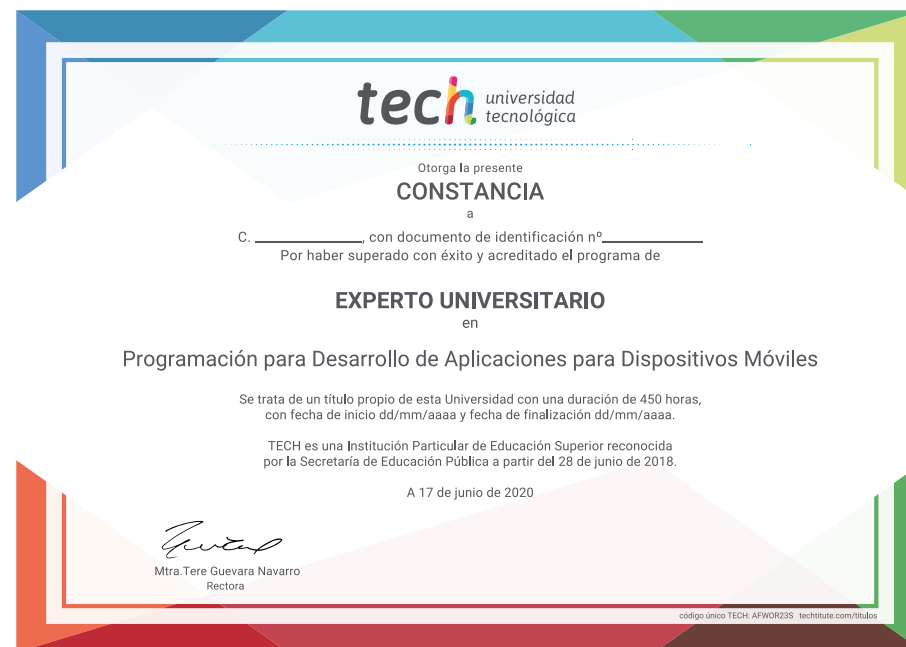 tech universidad
tecnológica
Otorga la presente
CONSTANCIA
a
C. ______________, con documento de identificación nº_____________
Por haber superado con éxito y acreditado el programa de
EXPERTO UNIVERSITARIO
en
Programación para Desarrollo de Aplicaciones para Dispositivos Móviles
Se trata de un título propio de esta Universidad con una duración de 450 horas,
con fecha de inicio dd/mm/aaaa y fecha de finalización dd/mm/aaaa.
TECH es una Institución Particular de Educación Superior reconocida
por la Secretaría de Educación Pública a partir del 28 de junio de 2018.
A 17 de junio de 2020
Mtra.Tere Guevara Navarro
Rectora
código único TECH: AFWOR23S techtitute.com/titulos